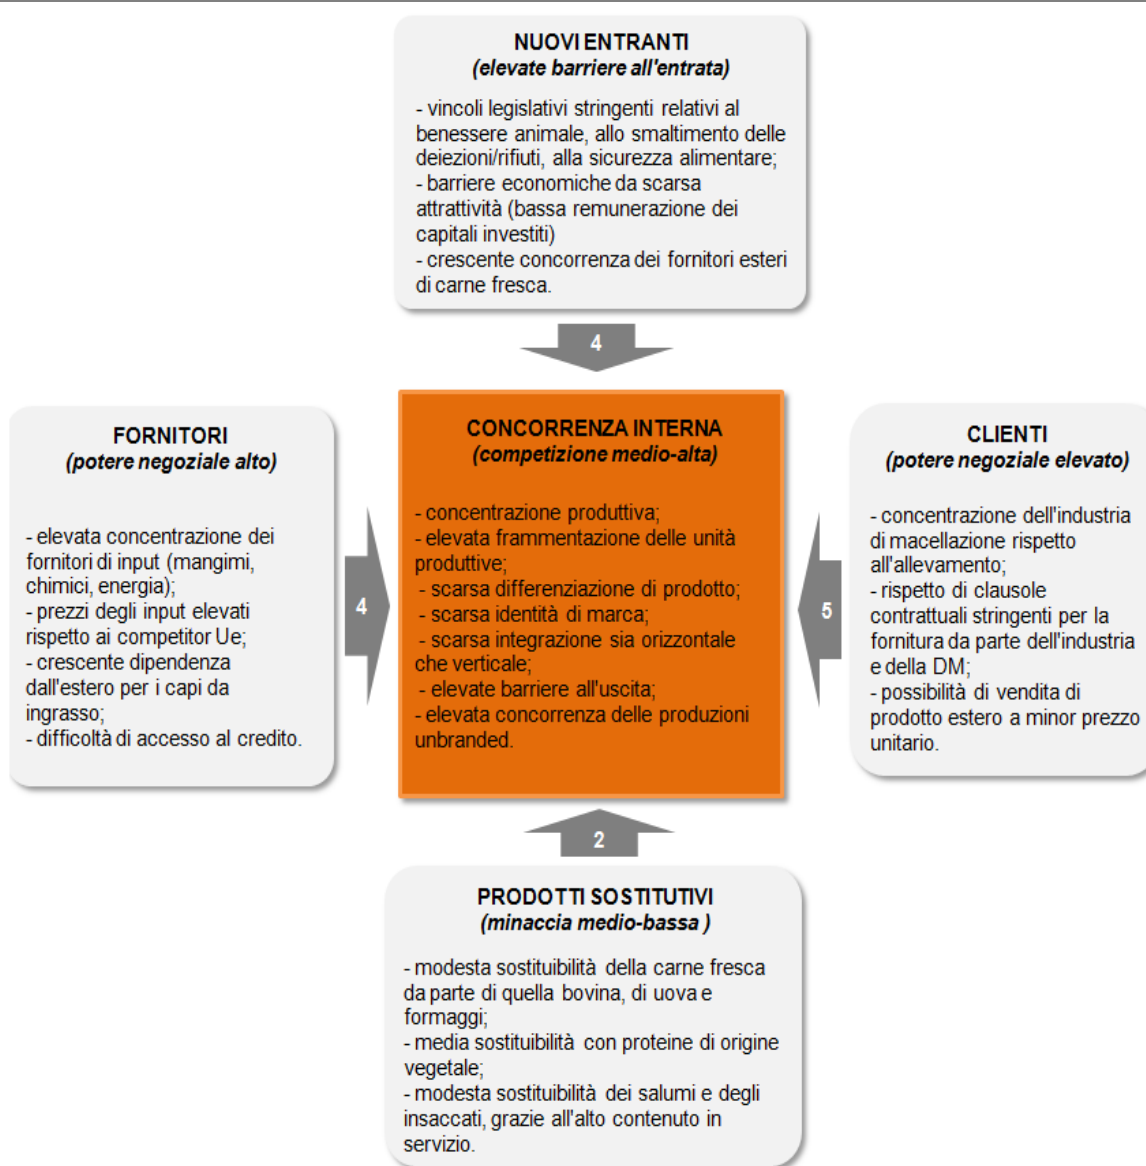 NUOVI ENTRANTI
(elevate barriere all'entrata)
- vincoli legislativi stringenti relativi al
benessere animale, allo smaltimento delle
deiezioni/rifiuti, alla sicurezza alimentare;
- barriere economiche da scarsa
attrattività (bassa remunerazione dei
capitali investiti)
- crescente concorrenza dei fornitori esteri
di carne fresca.
4
FORNITORI
(potere negoziale alto)
- elevata concentrazione dei
fornitori di input (mangimi,
chimici, energia);
- prezzi degli input elevati
rispetto ai competitor Ue;
- crescente dipendenza
dall'estero per i capi da
ingrasso;
- difficoltà di accesso al credito.
4
CONCORRENZA INTERNA
(competizione medio-alta)
- concentrazione produttiva;
- elevata frammentazione delle unità
produttive;
- scarsa differenziazione di prodotto;
- scarsa identità di marca;
- scarsa integrazione sia orizzontale
che verticale;
- elevate barriere all'uscita;
- elevata concorrenza delle produzioni
unbranded.
5
CLIENTI
(potere negoziale elevato)
- concentrazione dell'industria
di macellazione rispetto
all'allevamento;
- rispetto di clausole
contrattuali stringenti per la
fornitura da parte dell'industria
e della DM;
- possibilità di vendita di
prodotto estero a minor prezzo
unitario.
2
PRODOTTI SOSTITUTIVI
(minaccia medio-bassa )
- modesta sostituibilità della carne fresca
da parte di quella bovina, di uova e
formaggi;
- media sostituibilità con proteine di origine
vegetale;
- modesta sostituibilità dei salumi e degli
insaccati, grazie all'alto contenuto in
servizio.